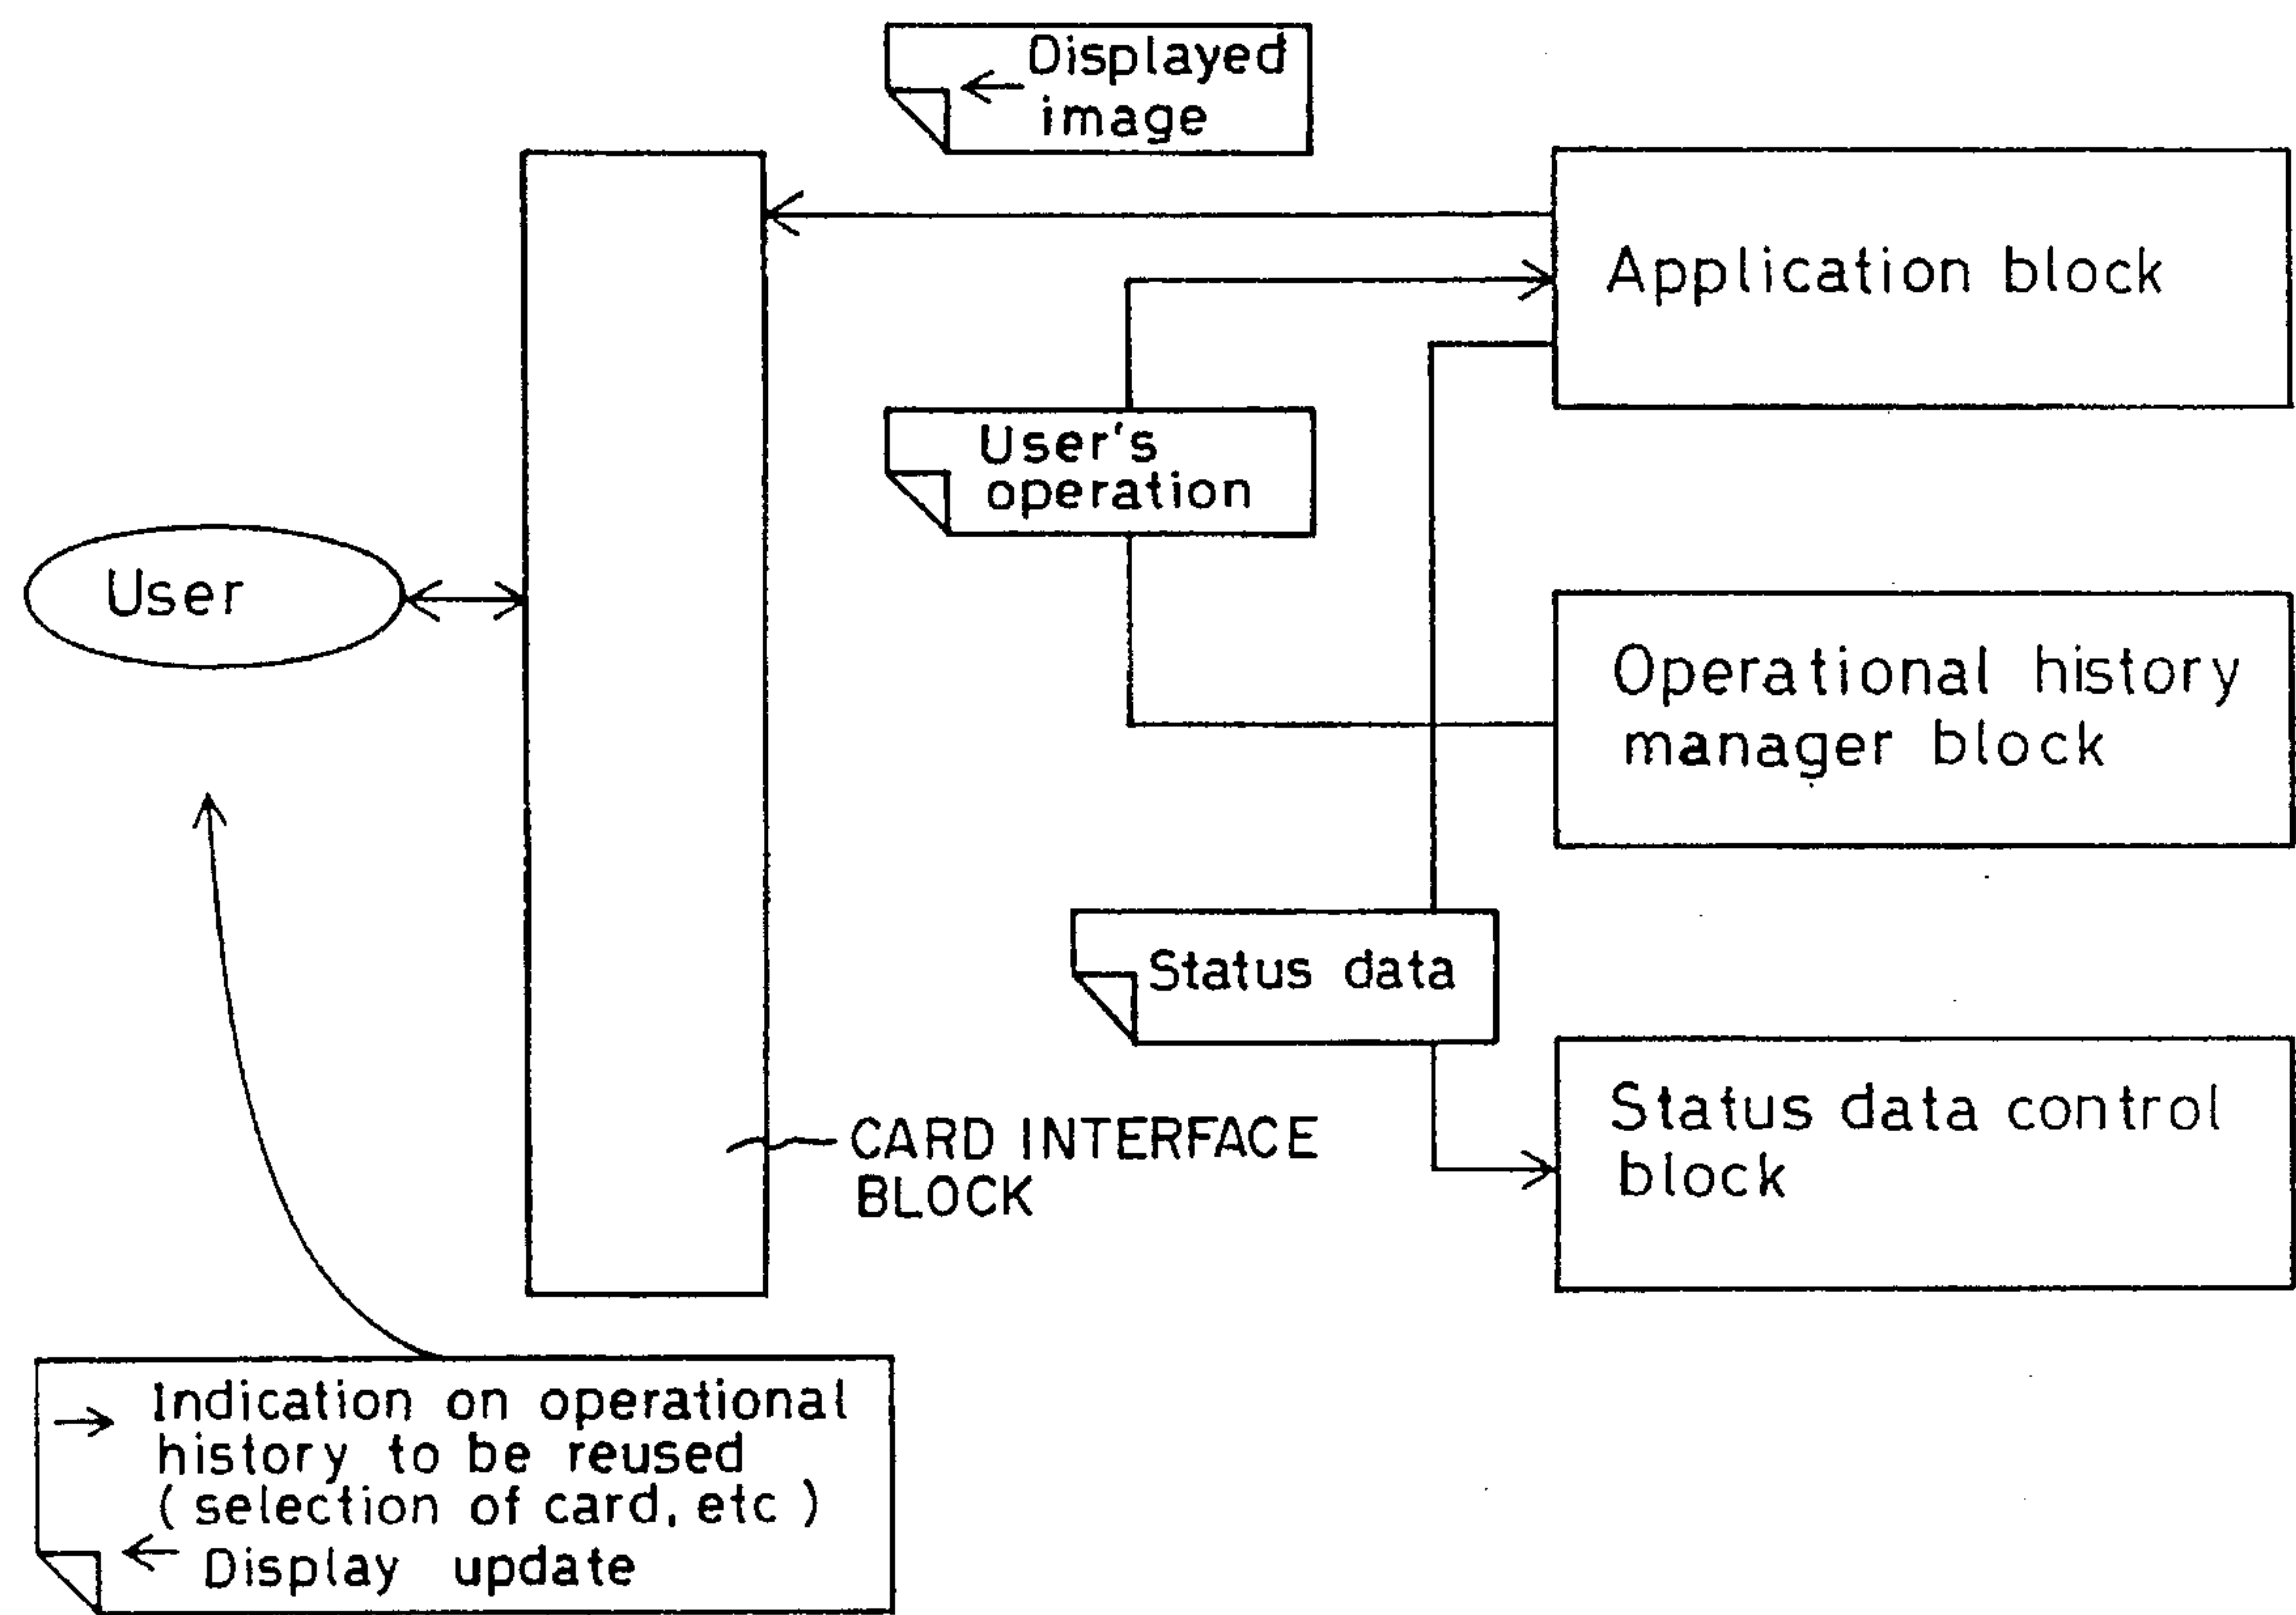 ← Displayed
image
Application block
User's
operation
User
Operational history
manager block
Status data
Status data control
block
CARD INTERFACE
BLOCK
→ Indication on operational
history to be reused
( selection of card, etc )
← Display update